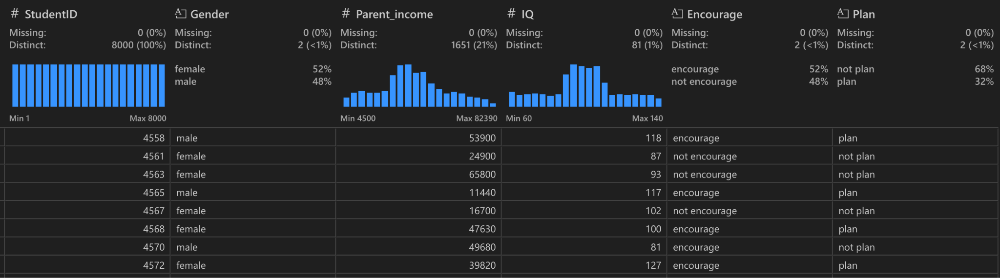 # StudentID A Gender # Parent_income # IQ A Encourage A Plan
Missing: 0 (0%) Missing: 0 (0%) Missing: 0 (0%) Missing: 0 (0%) Missing: 0 (0%) Missing: 0 (0%)
Distinct: 8000 (100%) Distinct: 2 (<1%) Distinct: 1651 (21%) Distinct: 81 (1%) Distinct: 2 (<1%) Distinct: 2 (<1%)
female 52% encourage 52% not plan 68%
male 48% not encourage 48% plan 32%
Min 1 Max 8000 Min 4500 Max 82390 Min 60 Max 140
4558 male 53900 118 encourage plan
4561 female 24900 87 not encourage not plan
4563 female 65800 93 not encourage not plan
4565 male 11440 117 encourage plan
4567 female 16700 102 not encourage not plan
4568 female 47630 100 encourage plan
4570 male 49680 81 encourage not plan
4572 female 39820 127 encourage plan